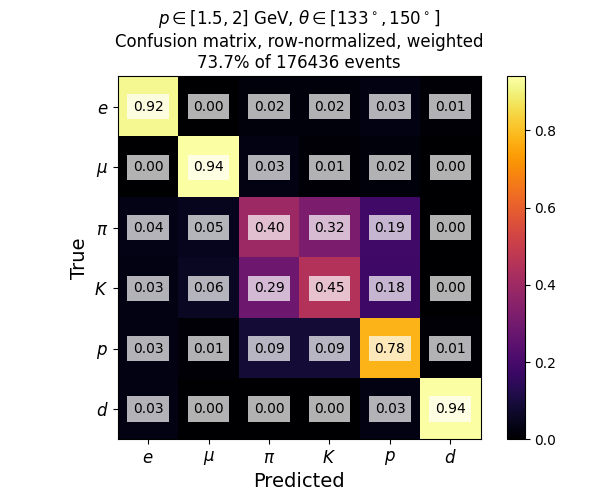 p ∈ [1.5, 2] GeV, θ ∈ [133°, 150°]
Confusion matrix, row-normalized, weighted
73.7% of 176436 events
e 0.92 0.00 0.02 0.02 0.03 0.01
μ 0.00 0.94 0.03 0.01 0.02 0.00
π 0.04 0.05 0.40 0.32 0.19 0.00
K 0.03 0.06 0.29 0.45 0.18 0.00
p 0.03 0.01 0.09 0.09 0.78 0.01
d 0.03 0.00 0.00 0.00 0.03 0.94
e μ π K p d
Predicted
True
0.8
0.6
0.4
0.2
0.0